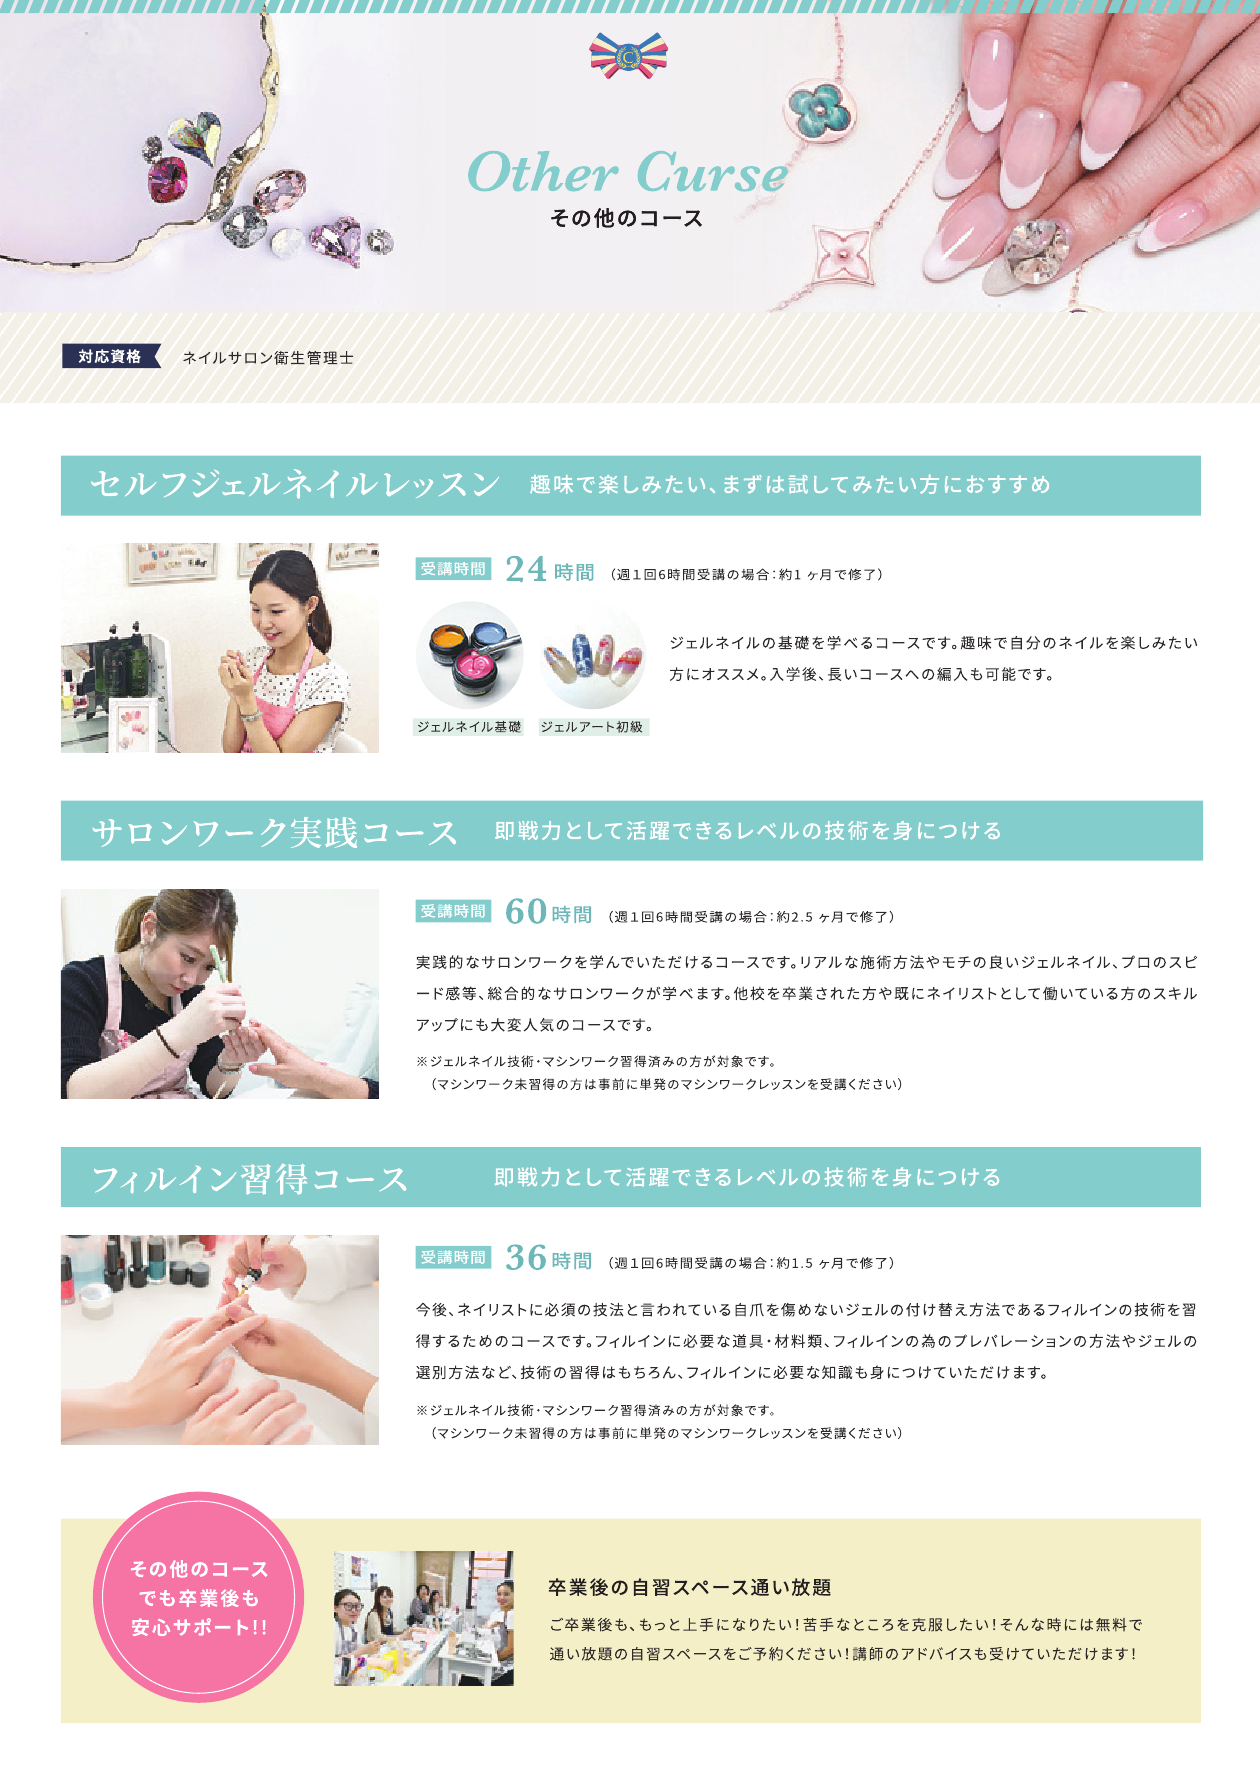 C
Other Curse
その他のコース
対応資格 ネイルサロン衛生管理士
セルフジェルネイルレッスン 趣味で楽しみたい、まずは試してみたい方におすすめ
受講時間 24時間 （週１回6時間受講の場合：約1 ヶ月で修了）
ジェルネイルの基礎を学べるコースです。趣味で自分のネイルを楽しみたい
方にオススメ。入学後、長いコースへの編入も可能です。
ジェルネイル基礎 ジェルアート初級
サロンワーク実践コース 即戦力として活躍できるレベルの技術を身につける
受講時間 60時間 （週１回6時間受講の場合：約2.5 ヶ月で修了）
実践的なサロンワークを学んでいただけるコースです。リアルな施術方法やモチの良いジェルネイル、プロのスピ
ード感等、総合的なサロンワークが学べます。他校を卒業された方や既にネイリストとして働いている方のスキル
アップにも大変人気のコースです。
※ジェルネイル技術・マシンワーク習得済みの方が対象です。
（マシンワーク未習得の方は事前に単発のマシンワークレッスンを受講ください）
フィルイン習得コース 即戦力として活躍できるレベルの技術を身につける
受講時間 36時間 （週１回6時間受講の場合：約1.5 ヶ月で修了）
今後、ネイリストに必須の技法と言われている自爪を傷めないジェルの付け替え方法であるフィルインの技術を習
得するためのコースです。フィルインに必要な道具・材料類、フィルインの為のプレパレーションの方法やジェルの
選別方法など、技術の習得はもちろん、フィルインに必要な知識も身につけていただけます。
※ジェルネイル技術・マシンワーク習得済みの方が対象です。
（マシンワーク未習得の方は事前に単発のマシンワークレッスンを受講ください）
その他のコース
でも卒業後も
安心サポート!!
卒業後の自習スペース通い放題
ご卒業後も、もっと上手になりたい！苦手なところを克服したい！そんな時には無料で
通い放題の自習スペースをご予約ください！講師のアドバイスも受けていただけます！